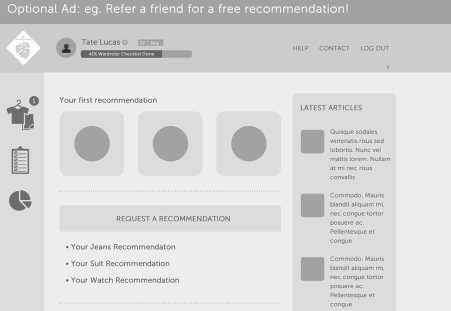 Optional Ad: eg. Refer a friend for a free recommendation!
Tate Lucas
HELP CONTACT LOG OUT
45% Wardrobe Checklist Done
1
Your first recommendation
LATEST ARTICLES
Quisque sodales
venenatis risus sed
lobortis. Nunc vel
mattis lorem. Nullam
at mi nec risus
convallis
Commodo. Mauris
blandit aliquam mi,
nec congue tortor
posuere ac.
Pellentesque et
congue
REQUEST A RECOMMENDATION
• Your Jeans Recommendaton
• Your Suit Recommendation
• Your Watch Recommendation
Commodo. Mauris
blandit aliquam mi,
nec congue tortor
posuere ac.
Pellentesque et
congue